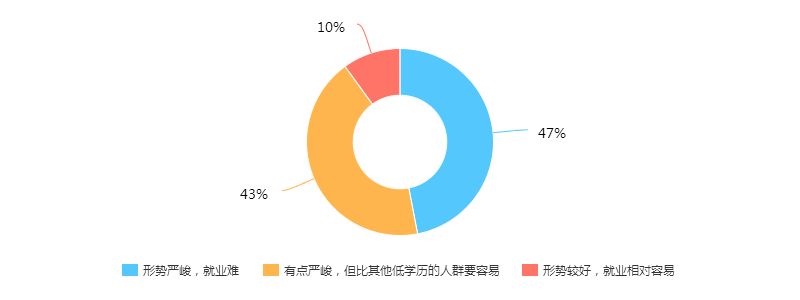 10%
47%
43%
形势严峻，就业难
有点严峻，但比其他低学历的人群要容易
形势较好，就业相对容易